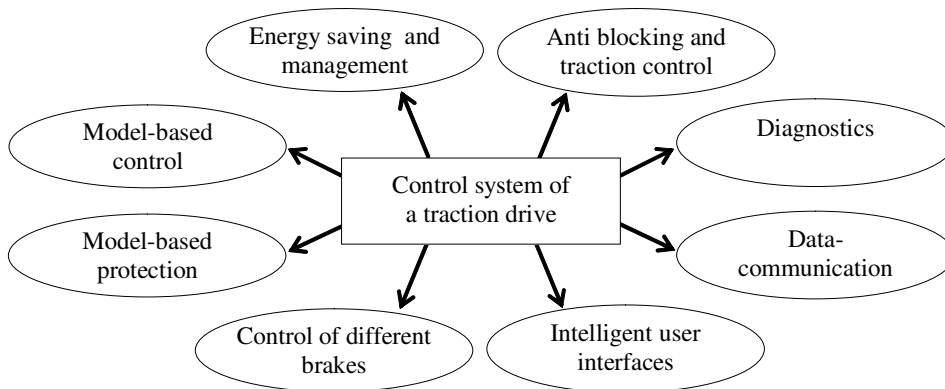 Energy saving and
management
Anti blocking and
traction control
Model-based
control
Diagnostics
Control system of
a traction drive
Model-based
protection
Data-
communication
Control of different
brakes
Intelligent user
interfaces